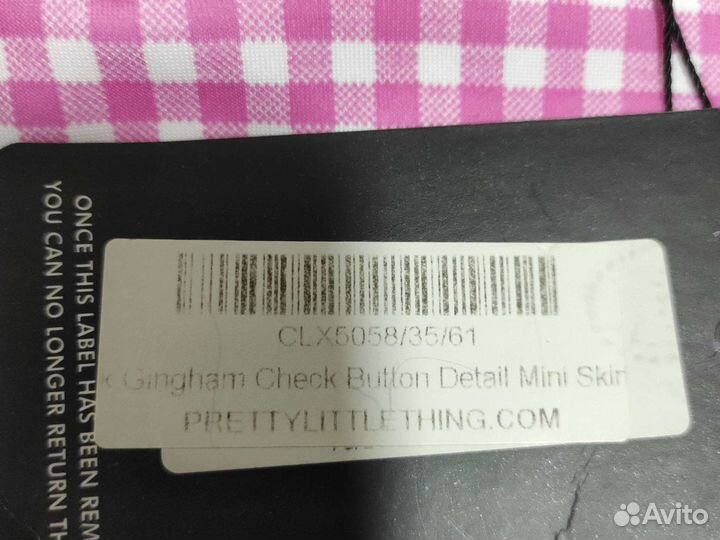 CLX5058/35/61
k Gingham Check Button Detail Mini Skir
PRETTYLITTLETHING.COM
ONCE THIS LABEL HAS BEEN REM
YOU CAN NO LONGER RETURN TH
Avito